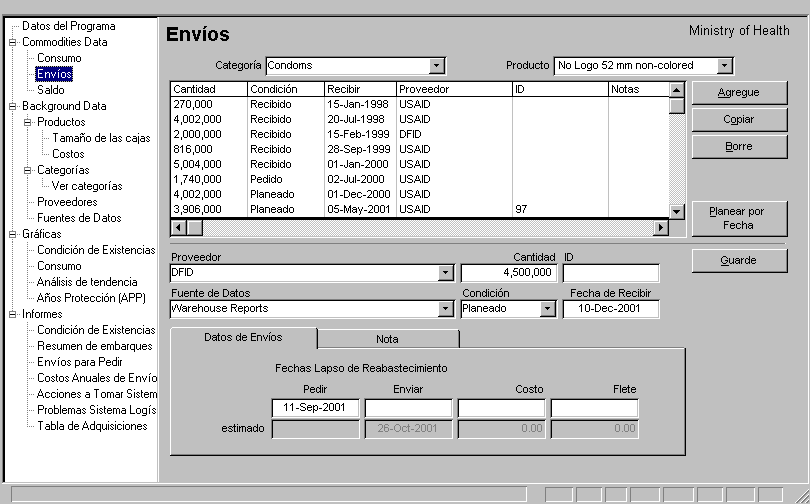 Datos del Programa
Commodities Data
Consumo
Envíos
Saldo
Background Data
Productos
Tamaño de las cajas
Costos
Categorías
Ver categorías
Proveedores
Fuentes de Datos
Gráficas
Condición de Existencias
Consumo
Análisis de tendencia
Años Protección (APP)
Informes
Condición de Existencias
Resumen de embarques
Envíos para Pedir
Costos Anuales de Envío
Acciones a Tomar Sistem
Problemas Sistema Logís
Tabla de Adquisiciones
Envíos
Ministry of Health
Categoría Condoms Producto No Logo 52 mm non-colored
Cantidad Condición Recibir Proveedor ID Notas
270,000 Recibido 15-Jan-1998 USAID
4,002,000 Recibido 20-Jul-1998 USAID
2,000,000 Recibido 15-Feb-1999 DFID
816,000 Recibido 28-Sep-1999 USAID
5,004,000 Recibido 01-Jan-2000 USAID
1,740,000 Pedido 02-Jul-2000 USAID
4,002,000 Planeado 01-Dec-2000 USAID
3,906,000 Planeado 05-May-2001 USAID 97
Agregue
Copiar
Borre
Planear por
Fecha
Guarde
Proveedor Cantidad ID
DFID 4,500,000
Fuente de Datos Condición Fecha de Recibir
Warehouse Reports Planeado 10-Dec-2001
Datos de Envíos Nota
Fechas Lapso de Reabastecimiento
Pedir Enviar Costo Flete
11-Sep-2001
estimado 26-Oct-2001 0.00 0.00